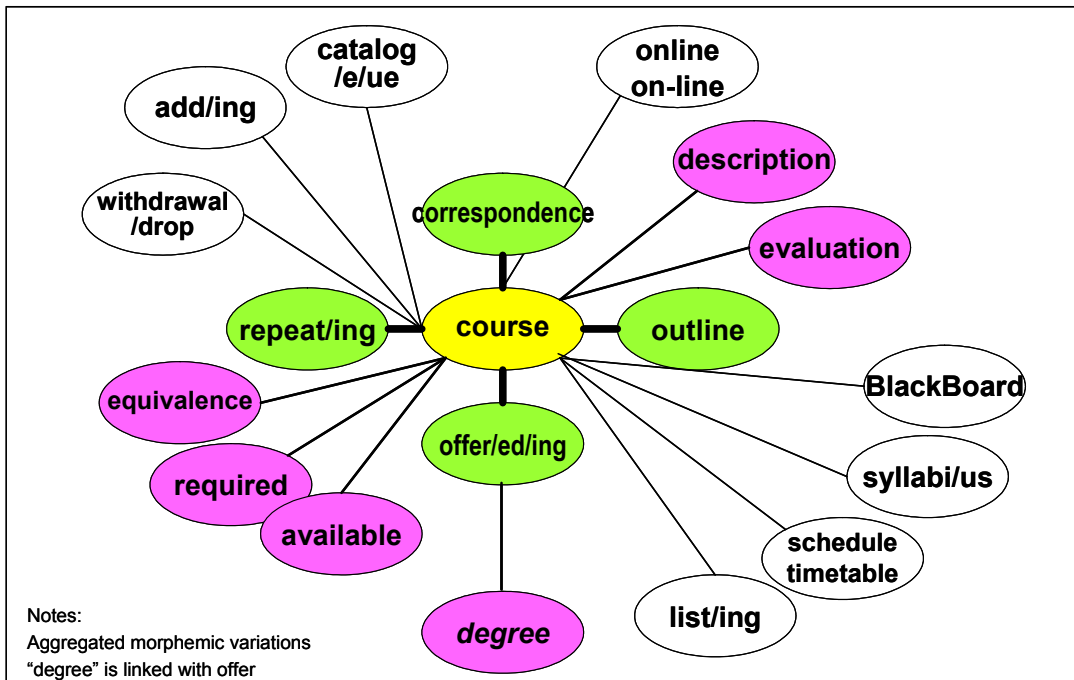 catalog
/e/ue
online
on-line
add/ing
description
withdrawal
/drop
correspondence
evaluation
repeat/ing
course
outline
equivalence
BlackBoard
offer/ed/ing
required
syllabi/us
available
schedule
timetable
list/ing
degree
Notes:
Aggregated morphemic variations
“degree” is linked with offer